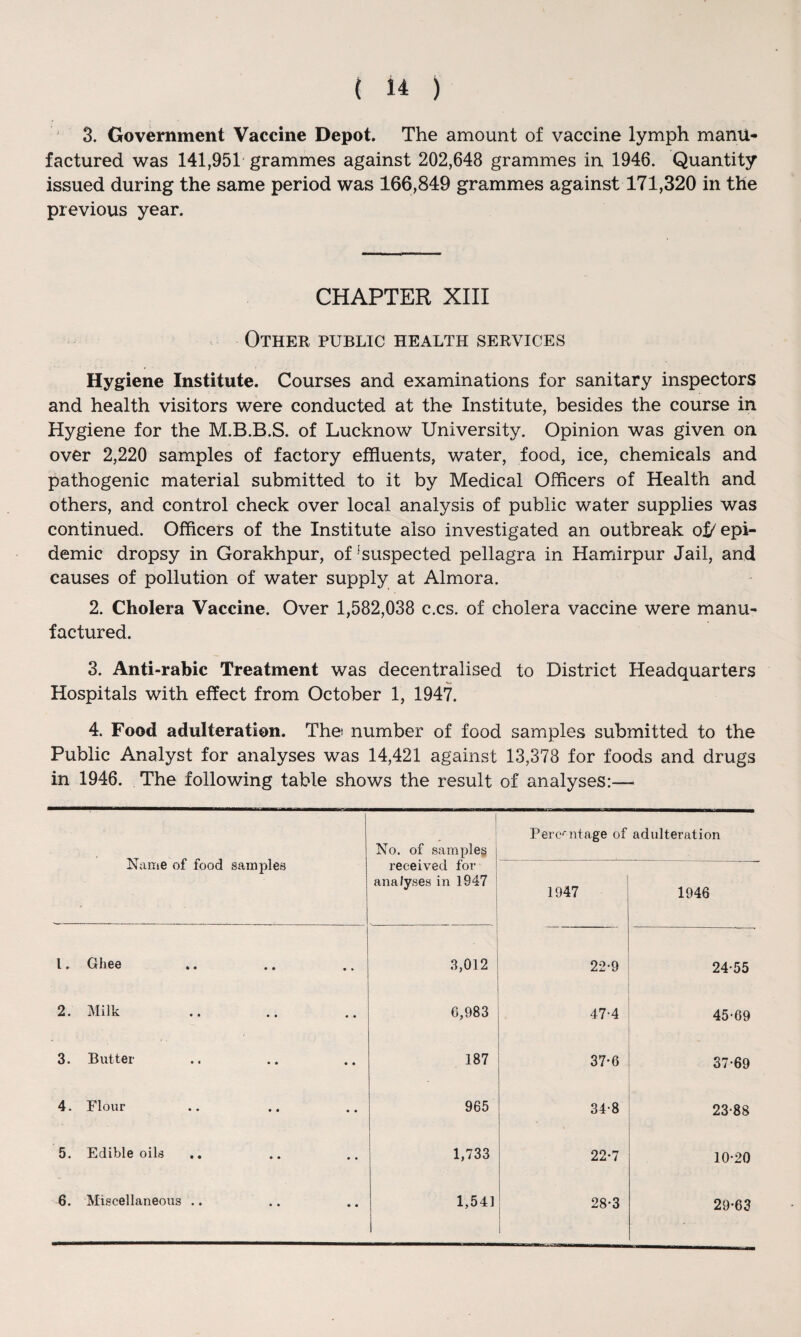 ( 14 )
3. Government Vaccine Depot. The amount of vaccine lymph manu-
factured was 141,951 grammes against 202,648 grammes in 1946. Quantity
issued during the same period was 166,849 grammes against 171,320 in the
previous year.
CHAPTER XIII
Other public health services
Hygiene Institute. Courses and examinations for sanitary inspectors
and health visitors were conducted at the Institute, besides the course in
Hygiene for the M.B.B.S. of Lucknow University. Opinion was given on
over 2,220 samples of factory effluents, water, food, ice, chemicals and
pathogenic material submitted to it by Medical Officers of Health and
others, and control check over local analysis of public water supplies was
continued. Officers of the Institute also investigated an outbreak of epi-
demic dropsy in Gorakhpur, of suspected pellagra in Hamirpur Jail, and
causes of pollution of water supply at Almora.
2. Cholera Vaccine. Over 1,582,038 c.cs. of cholera vaccine were manu-
factured.
3. Anti-rabic Treatment was decentralised to District Headquarters
Hospitals with effect from October 1, 1947.
4. Food adulteration. The number of food samples submitted to the
Public Analyst for analyses was 14,421 against 13,378 for foods and drugs
in 1946. The following table shows the result of analyses:—
Name of food samples No. of samples received for analyses in 1947 Percentage of adulteration
1947 1946
1. Ghee .. .. .. 3,012 22·9 24·55
2. Milk .. .. .. 6,983 47·4 45·69
3. Butter .. .. .. 187 37·6 37·69
4. Flour .. .. .. 965 34·8 23·88
5. Edible oils .. .. .. 1,733 22·7 10·20
6. Miscellaneous .. .. .. 1,541 28·3 29·63